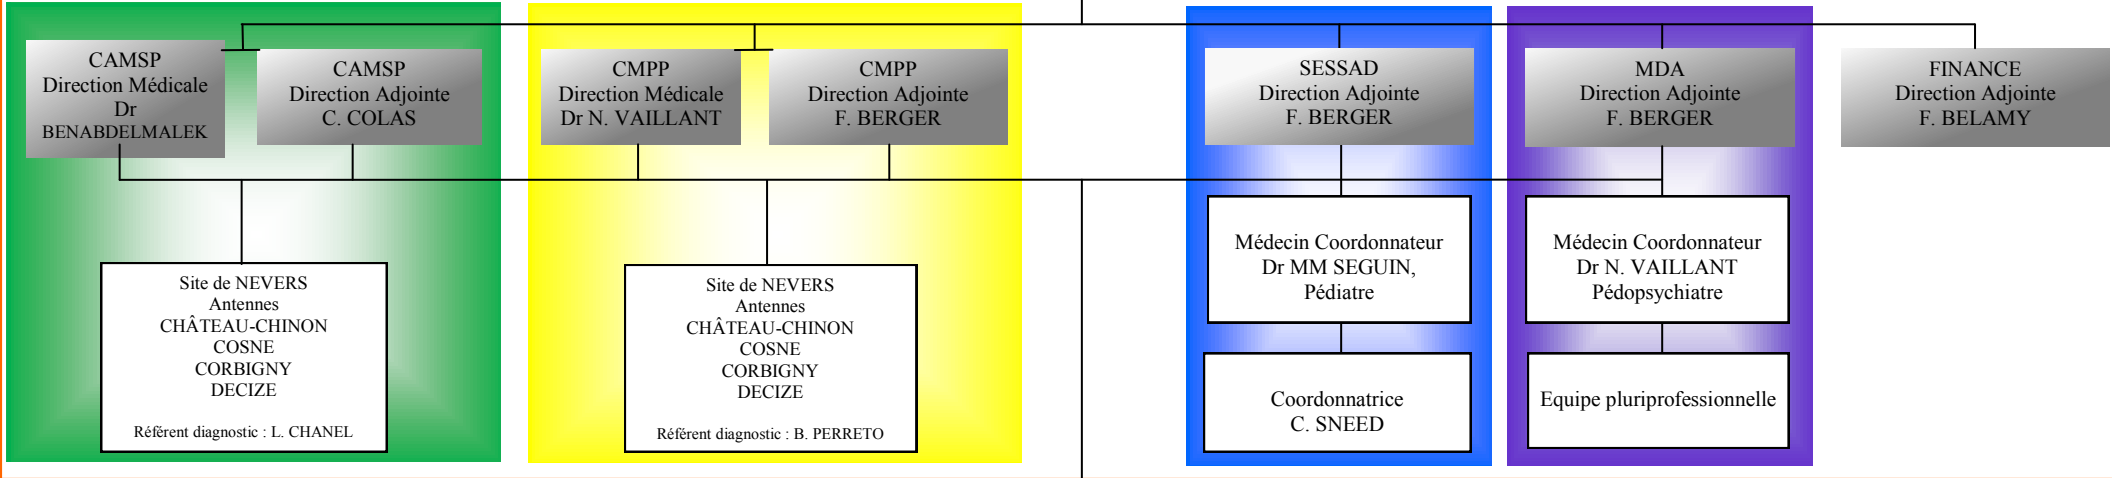 CAMSP
Direction Médicale
Dr
BENABDELMALEK
CAMSP
Direction Adjointe
C. COLAS
CMPP
Direction Médicale
Dr N. VAILLANT
CMPP
Direction Adjointe
F. BERGER
SESSAD
Direction Adjointe
F. BERGER
MDA
Direction Adjointe
F. BERGER
FINANCE
Direction Adjointe
F. BELAMY
Site de NEVERS
Antennes
CHÂTEAU-CHINON
COSNE
CORBIGNY
DECIZE
Référent diagnostic : L. CHANEL
Site de NEVERS
Antennes
CHÂTEAU-CHINON
COSNE
CORBIGNY
DECIZE
Référent diagnostic : B. PERRETO
Médecin Coordonnateur
Dr MM SEGUIN,
Pédiatre
Coordonnatrice
C. SNEED
Médecin Coordonnateur
Dr N. VAILLANT
Pédopsychiatre
Equipe pluriprofessionnelle